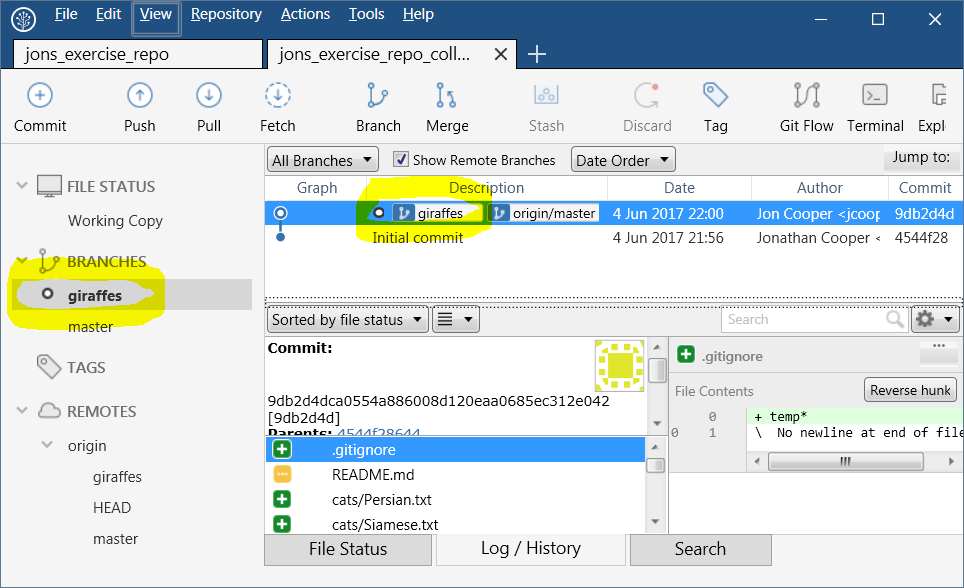 File Edit View Repository Actions Tools Help
jons_exercise_repo jons_exercise_repo_coll...
Commit Push Pull Fetch Branch Merge Stash Discard Tag Git Flow Terminal Expl
All Branches Show Remote Branches Date Order Jump to:
Graph Description Date Author Commit
giraffes origin/master 4 Jun 2017 22:00 Jon Cooper <jcoop 9db2d4d
Initial commit 4 Jun 2017 21:56 Jonathan Cooper < 4544f28
FILE STATUS
Working Copy
BRANCHES
giraffes
master
TAGS
REMOTES
origin
giraffes
HEAD
master
Sorted by file status Search
Commit:
9db2d4dca0554a886008d120eaa0685ec312e042
[9db2d4d]
Parents: 4544f28644
.gitignore
README.md
cats/Persian.txt
cats/Siamese.txt
.gitignore
File Contents Reverse hunk
0 + temp*
0 1 \ No newline at end of file
File Status Log / History Search